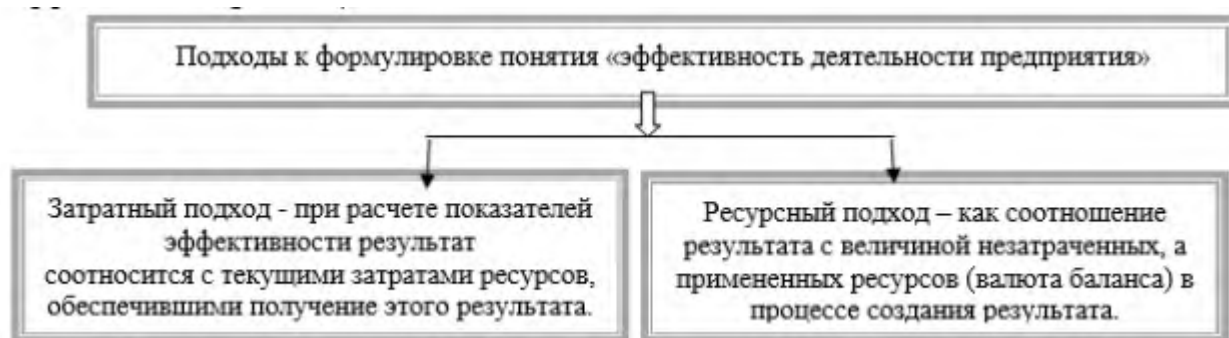 Подходы к формулировке понятия «эффективность деятельности предприятия»
Затратный подход - при расчете показателей
эффективности результат
соотносится с текущими затратами ресурсов,
обеспечившими получение этого результата.
Ресурсный подход – как соотношение
результата с величиной незатраченных, а
примененных ресурсов (валюта баланса) в
процессе создания результата.